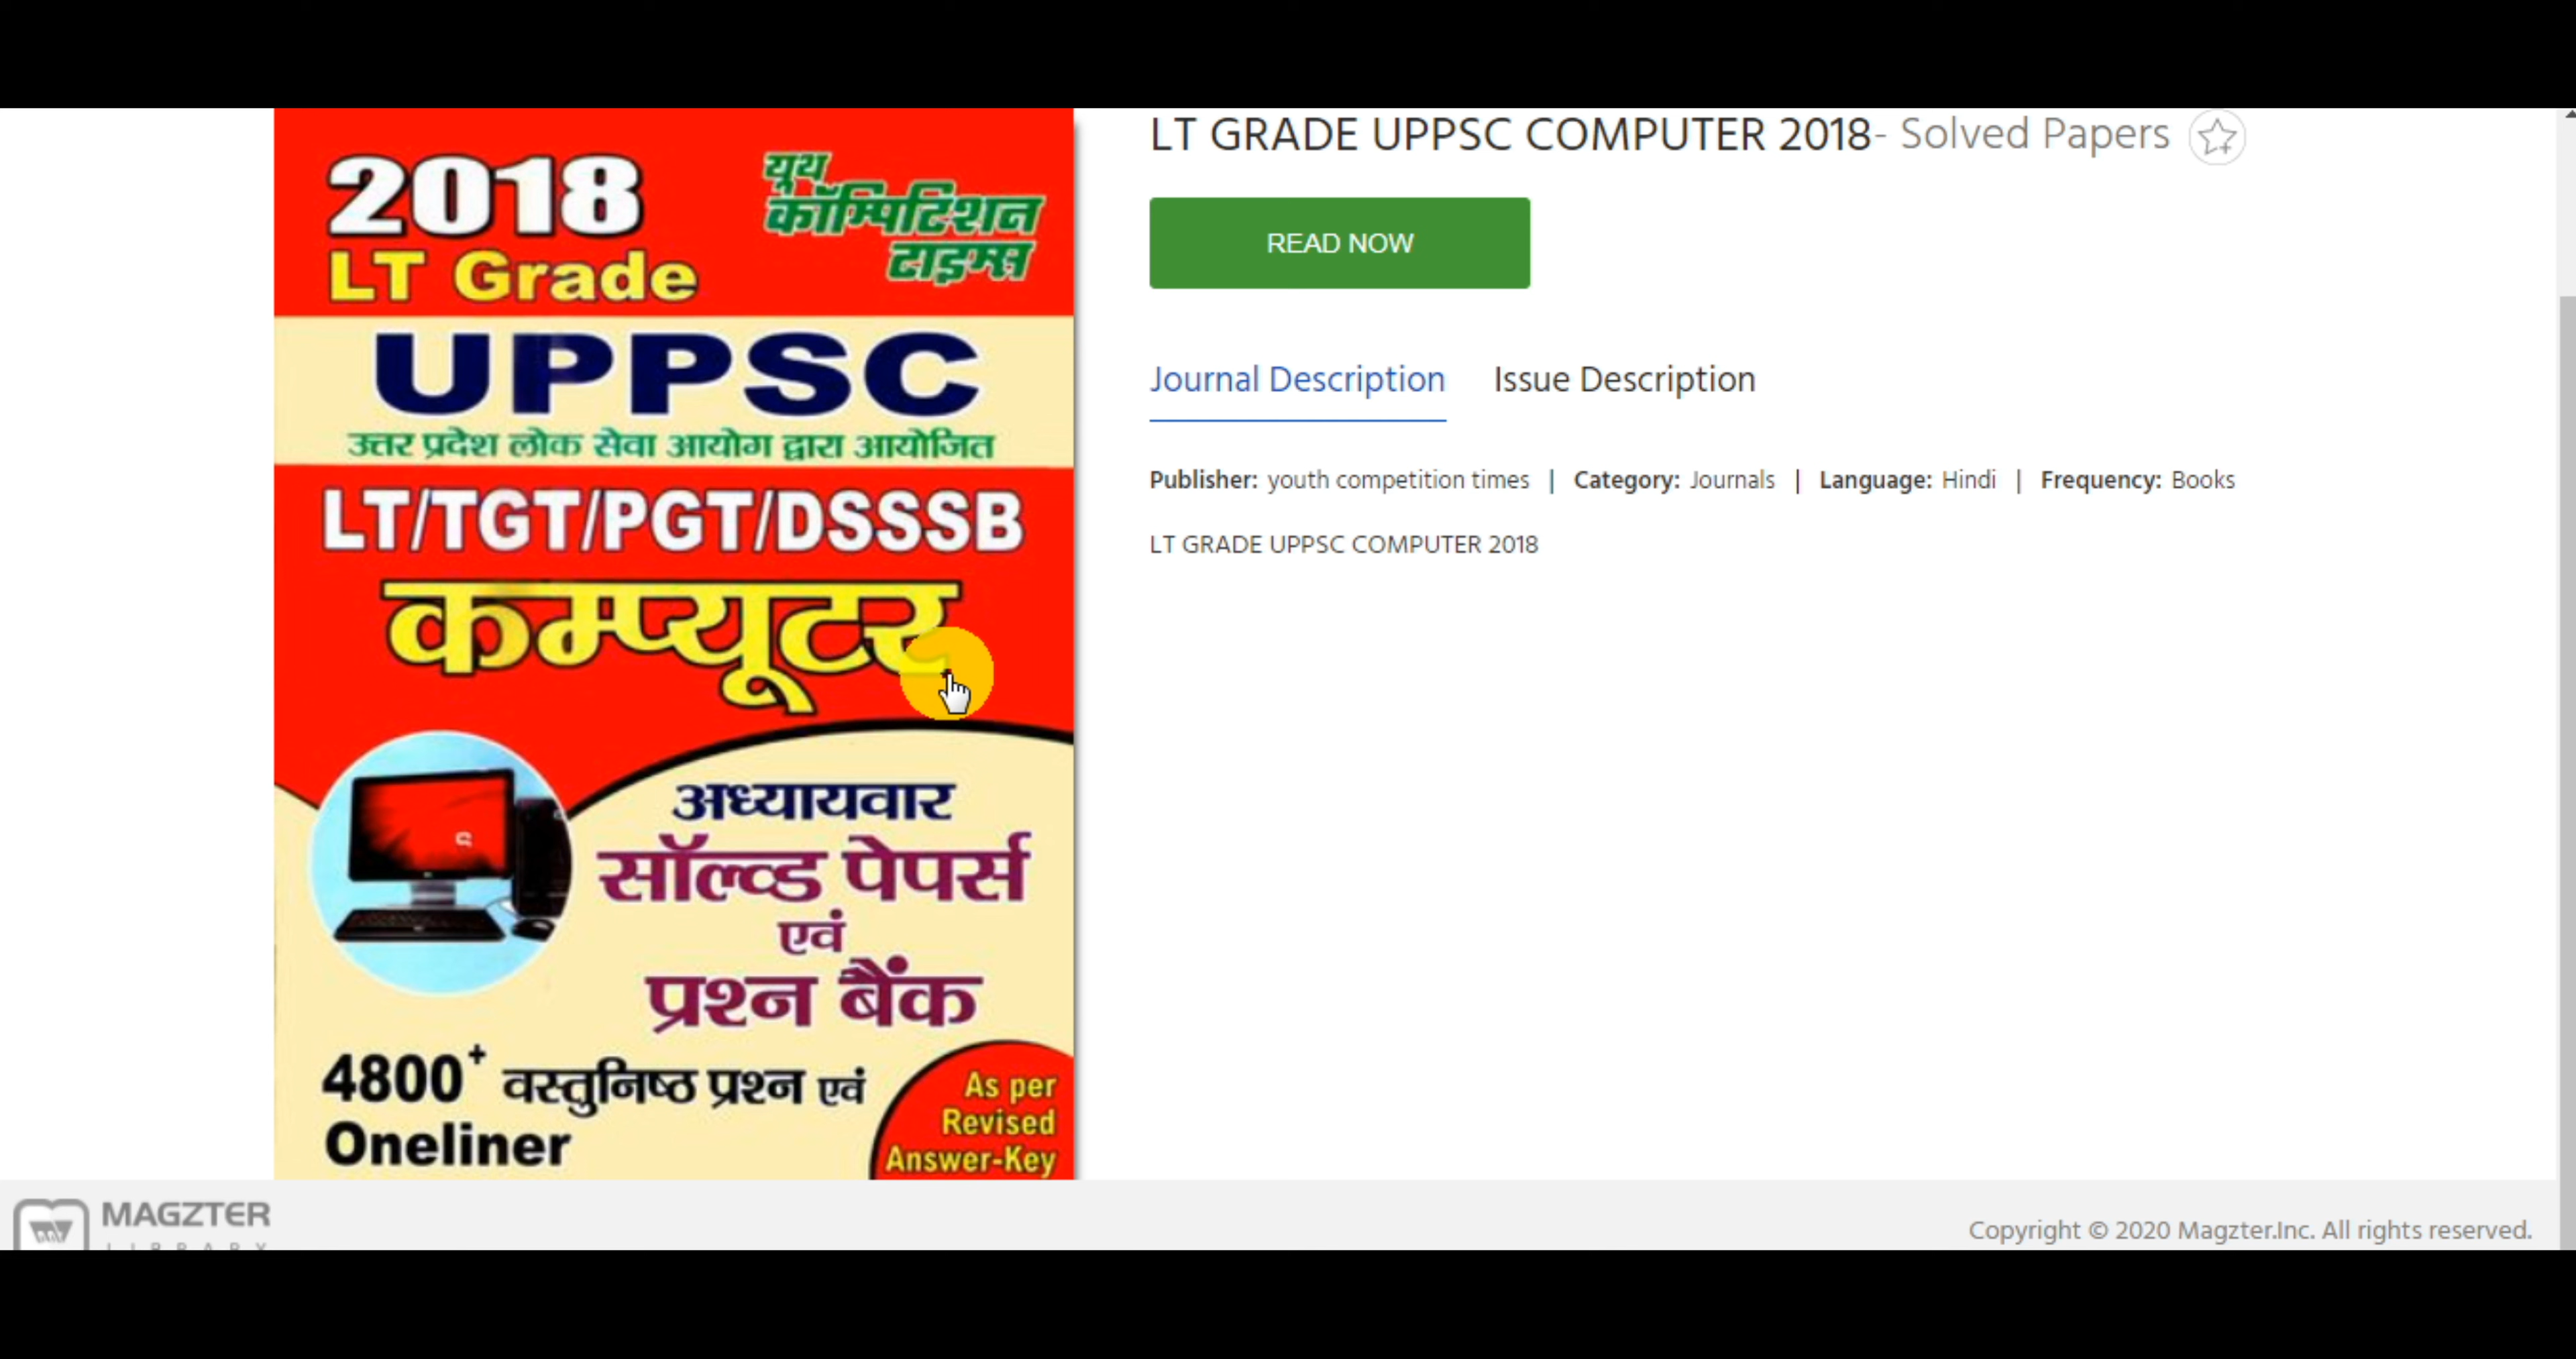 2018
LT Grade
यूथ
कॉम्पिटिशन
टाइम्स
UPPSC
उत्तर प्रदेश लोक सेवा आयोग द्वारा आयोजित
LT/TGT/PGT/DSSSB
कम्प्यूटर
अध्यायवार
सॉल्व्ड पेपर्स
एवं
प्रश्न बैंक
4800+ वस्तुनिष्ठ प्रश्न एवं
Oneliner
As per
Revised
Answer-Key
LT GRADE UPPSC COMPUTER 2018- Solved Papers
READ NOW
Journal Description Issue Description
Publisher: youth competition times | Category: Journals | Language: Hindi | Frequency: Books
LT GRADE UPPSC COMPUTER 2018
MAGZTER
LIBRARY
Copyright © 2020 Magzter.Inc. All rights reserved.